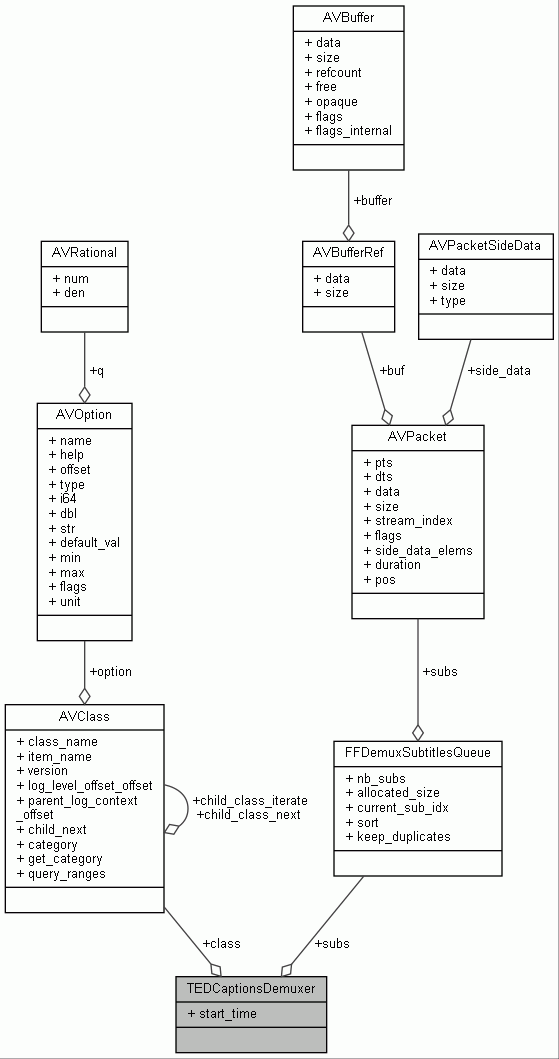 AVBuffer
+ data
+ size
+ refcount
+ free
+ opaque
+ flags
+ flags_internal
+buffer
AVRational
+ num
+ den
AVBufferRef
+ data
+ size
AVPacketSideData
+ data
+ size
+ type
+q
+buf
+side_data
AVOption
+ name
+ help
+ offset
+ type
+ i64
+ dbl
+ str
+ default_val
+ min
+ max
+ flags
+ unit
AVPacket
+ pts
+ dts
+ data
+ size
+ stream_index
+ flags
+ side_data_elems
+ duration
+ pos
+option
+subs
AVClass
+ class_name
+ item_name
+ version
+ log_level_offset_offset
+ parent_log_context
_offset
+ child_next
+ category
+ get_category
+ query_ranges
+child_class_iterate
+child_class_next
FFDemuxSubtitlesQueue
+ nb_subs
+ allocated_size
+ current_sub_idx
+ sort
+ keep_duplicates
+class
+subs
TEDCaptionsDemuxer
+ start_time